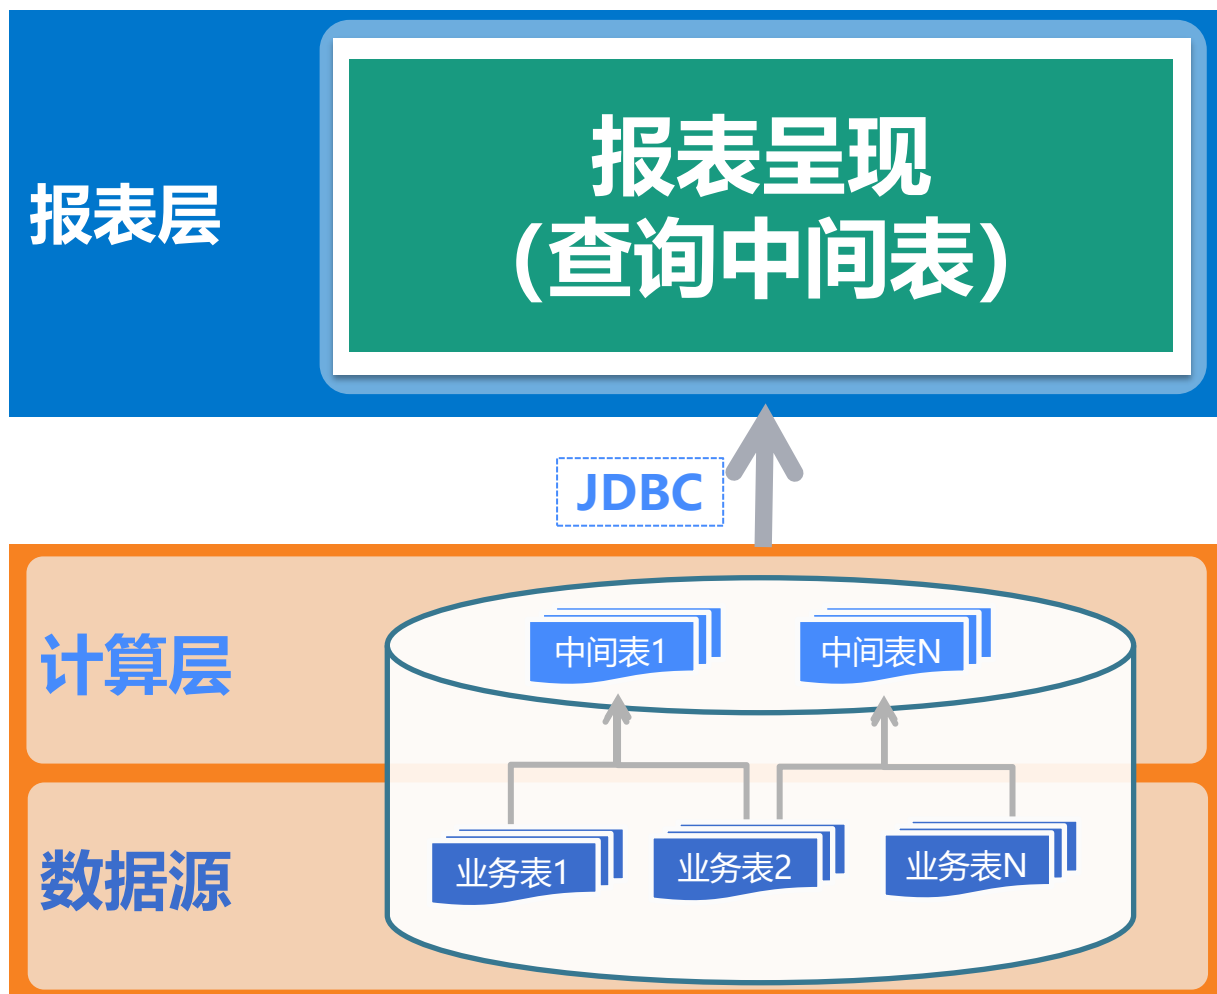 报表层
报表呈现
（查询中间表）
JDBC
计算层
中间表1
中间表N
数据源
业务表1
业务表2
业务表N